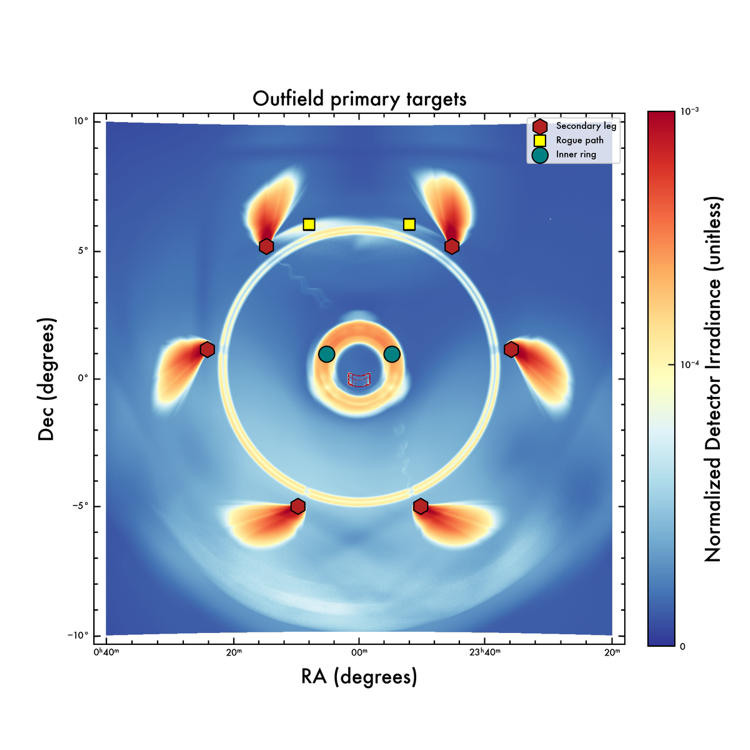 Outfield primary targets
Secondary leg
Rogue path
Inner ring
10°
5°
0°
−5°
−10°
Dec (degrees)
0ʰ40ᵐ
20ᵐ
00ᵐ
23ʰ40ᵐ
20ᵐ
RA (degrees)
10⁻³
10⁻⁴
0
Normalized Detector Irradiance (unitless)